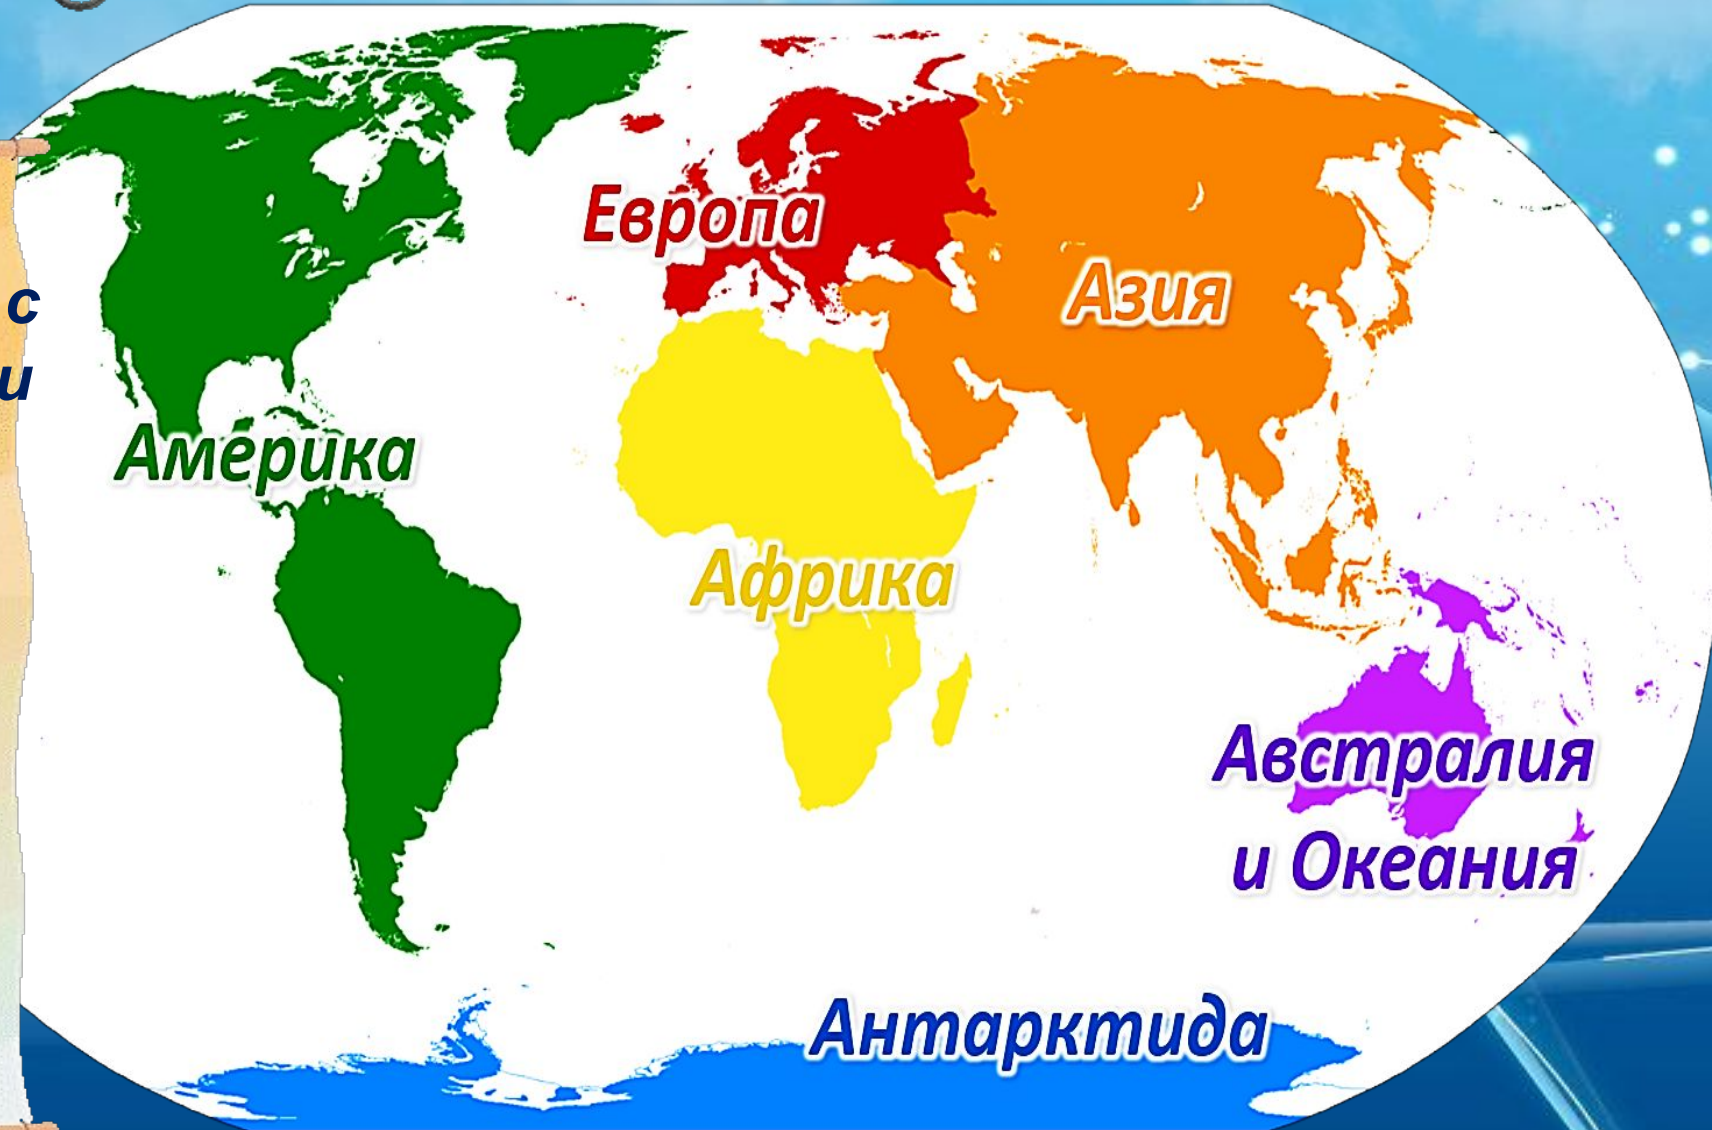 с
и
Европа
Азия
Америка
Африка
Австралия
и Океания
Антарктида